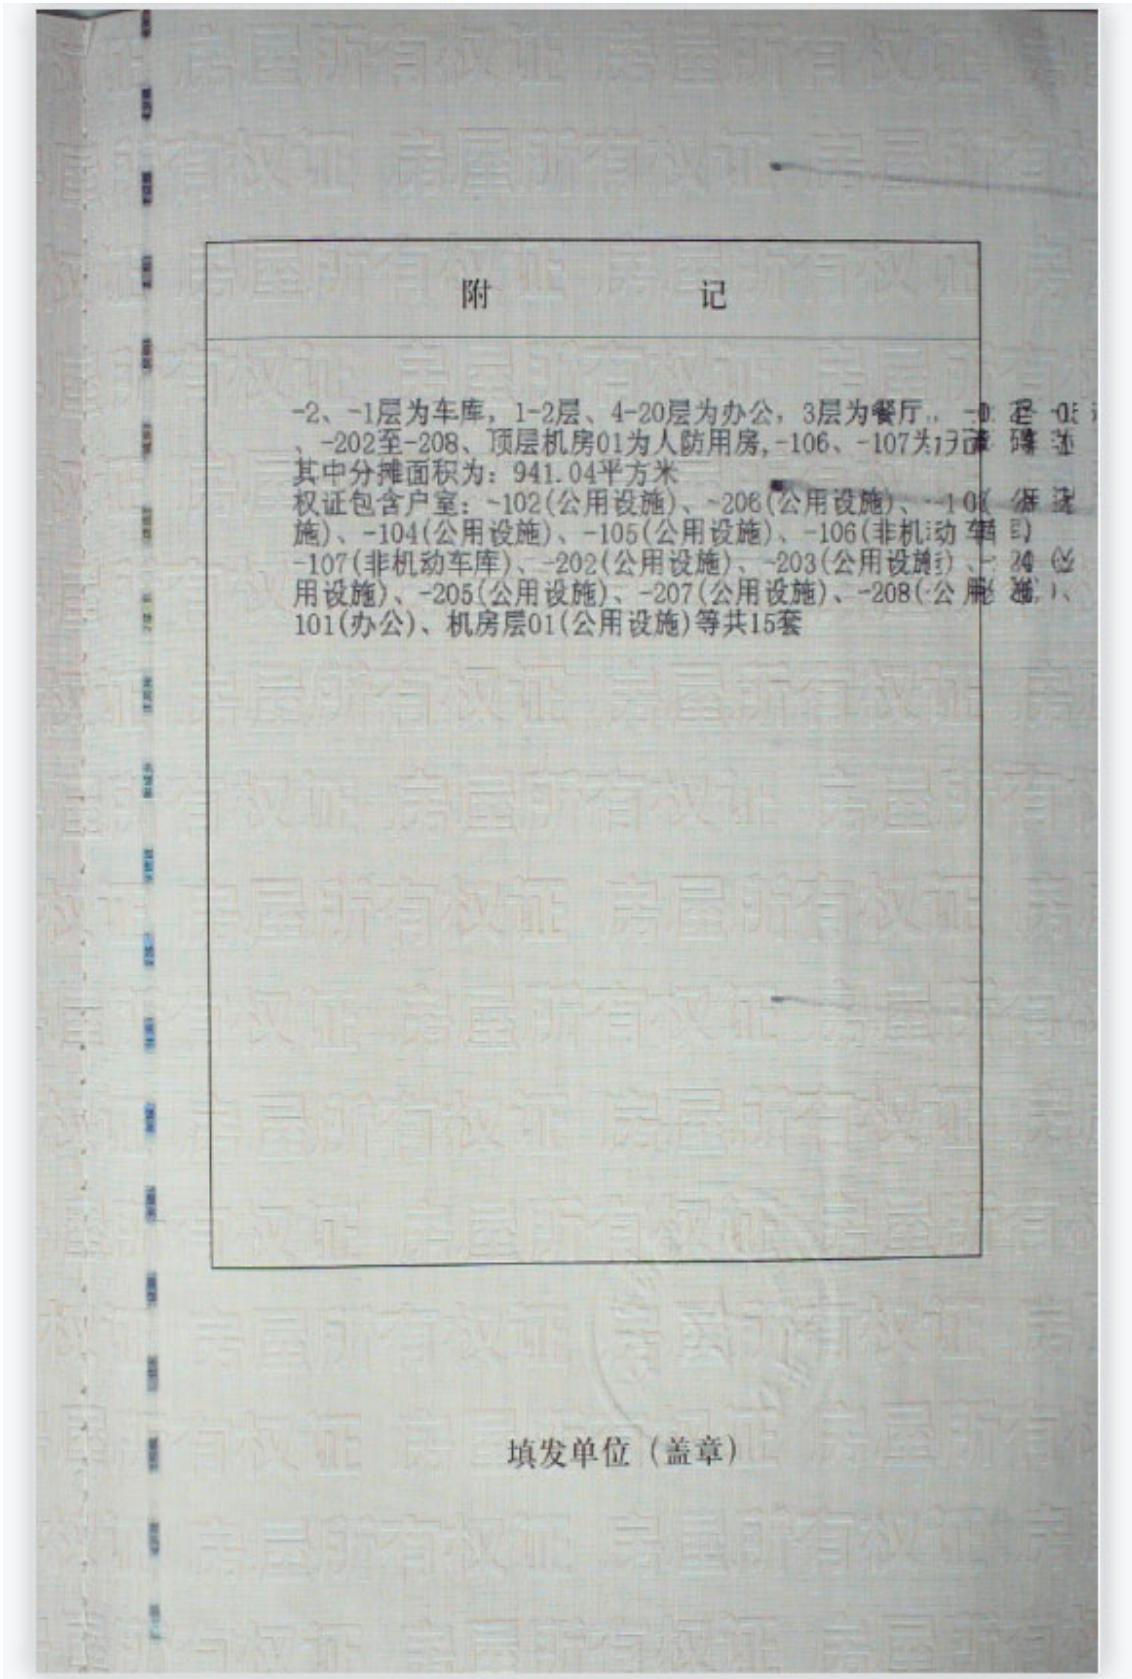 附 记
-2、-1层为车库，1-2层、4-20层为办公，3层为餐厅，
、-202至-208、顶层机房01为人防用房,-106、-107为
其中分摊面积为：941.04平方米
权证包含户室：-102(公用设施)、-206(公用设施)、
施)、-104(公用设施)、-105(公用设施)、-106(非机动车
-107(非机动车库)、-202(公用设施)、-203(公用设施)、
用设施)、-205(公用设施)、-207(公用设施)、-208(公用
101(办公)、机房层01(公用设施)等共15套
填发单位（盖章）